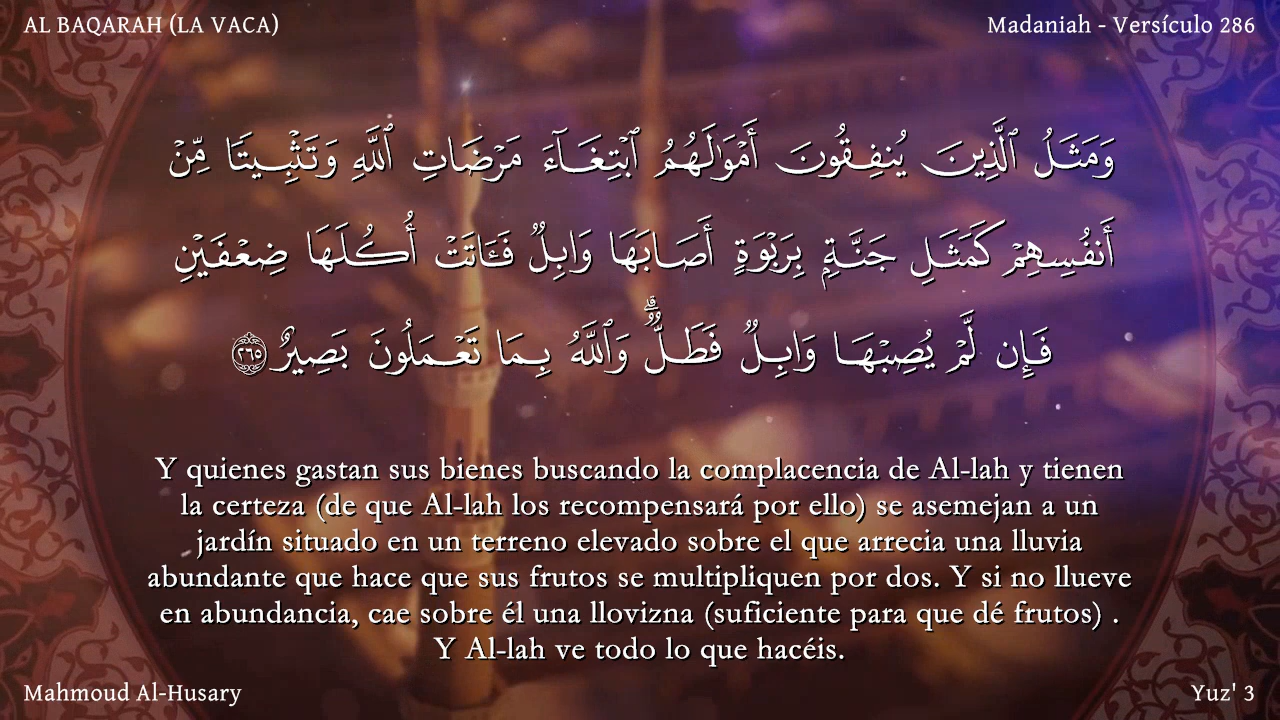 AL BAQARAH (LA VACA)
Madaniah - Versículo 286
وَمَثَلُ ٱلَّذِينَ يُنفِقُونَ أَمْوَٰلَهُمُ ٱبْتِغَآءَ مَرْضَاتِ ٱللَّهِ وَتَثْبِيتًا مِّنْ
أَنفُسِهِمْ كَمَثَلِ جَنَّةٍۭ بِرَبْوَةٍ أَصَابَهَا وَابِلٌ فَـَٔاتَتْ أُكُلَهَا ضِعْفَيْنِ
فَإِن لَّمْ يُصِبْهَا وَابِلٌ فَطَلٌّ ۗ وَٱللَّهُ بِمَا تَعْمَلُونَ بَصِيرٌ ٢٦٥
Y quienes gastan sus bienes buscando la complacencia de Al-lah y tienen
la certeza (de que Al-lah los recompensará por ello) se asemejan a un
jardín situado en un terreno elevado sobre el que arrecia una lluvia
abundante que hace que sus frutos se multipliquen por dos. Y si no llueve
en abundancia, cae sobre él una llovizna (suficiente para que dé frutos) .
Y Al-lah ve todo lo que hacéis.
Mahmoud Al-Husary
Yuz' 3